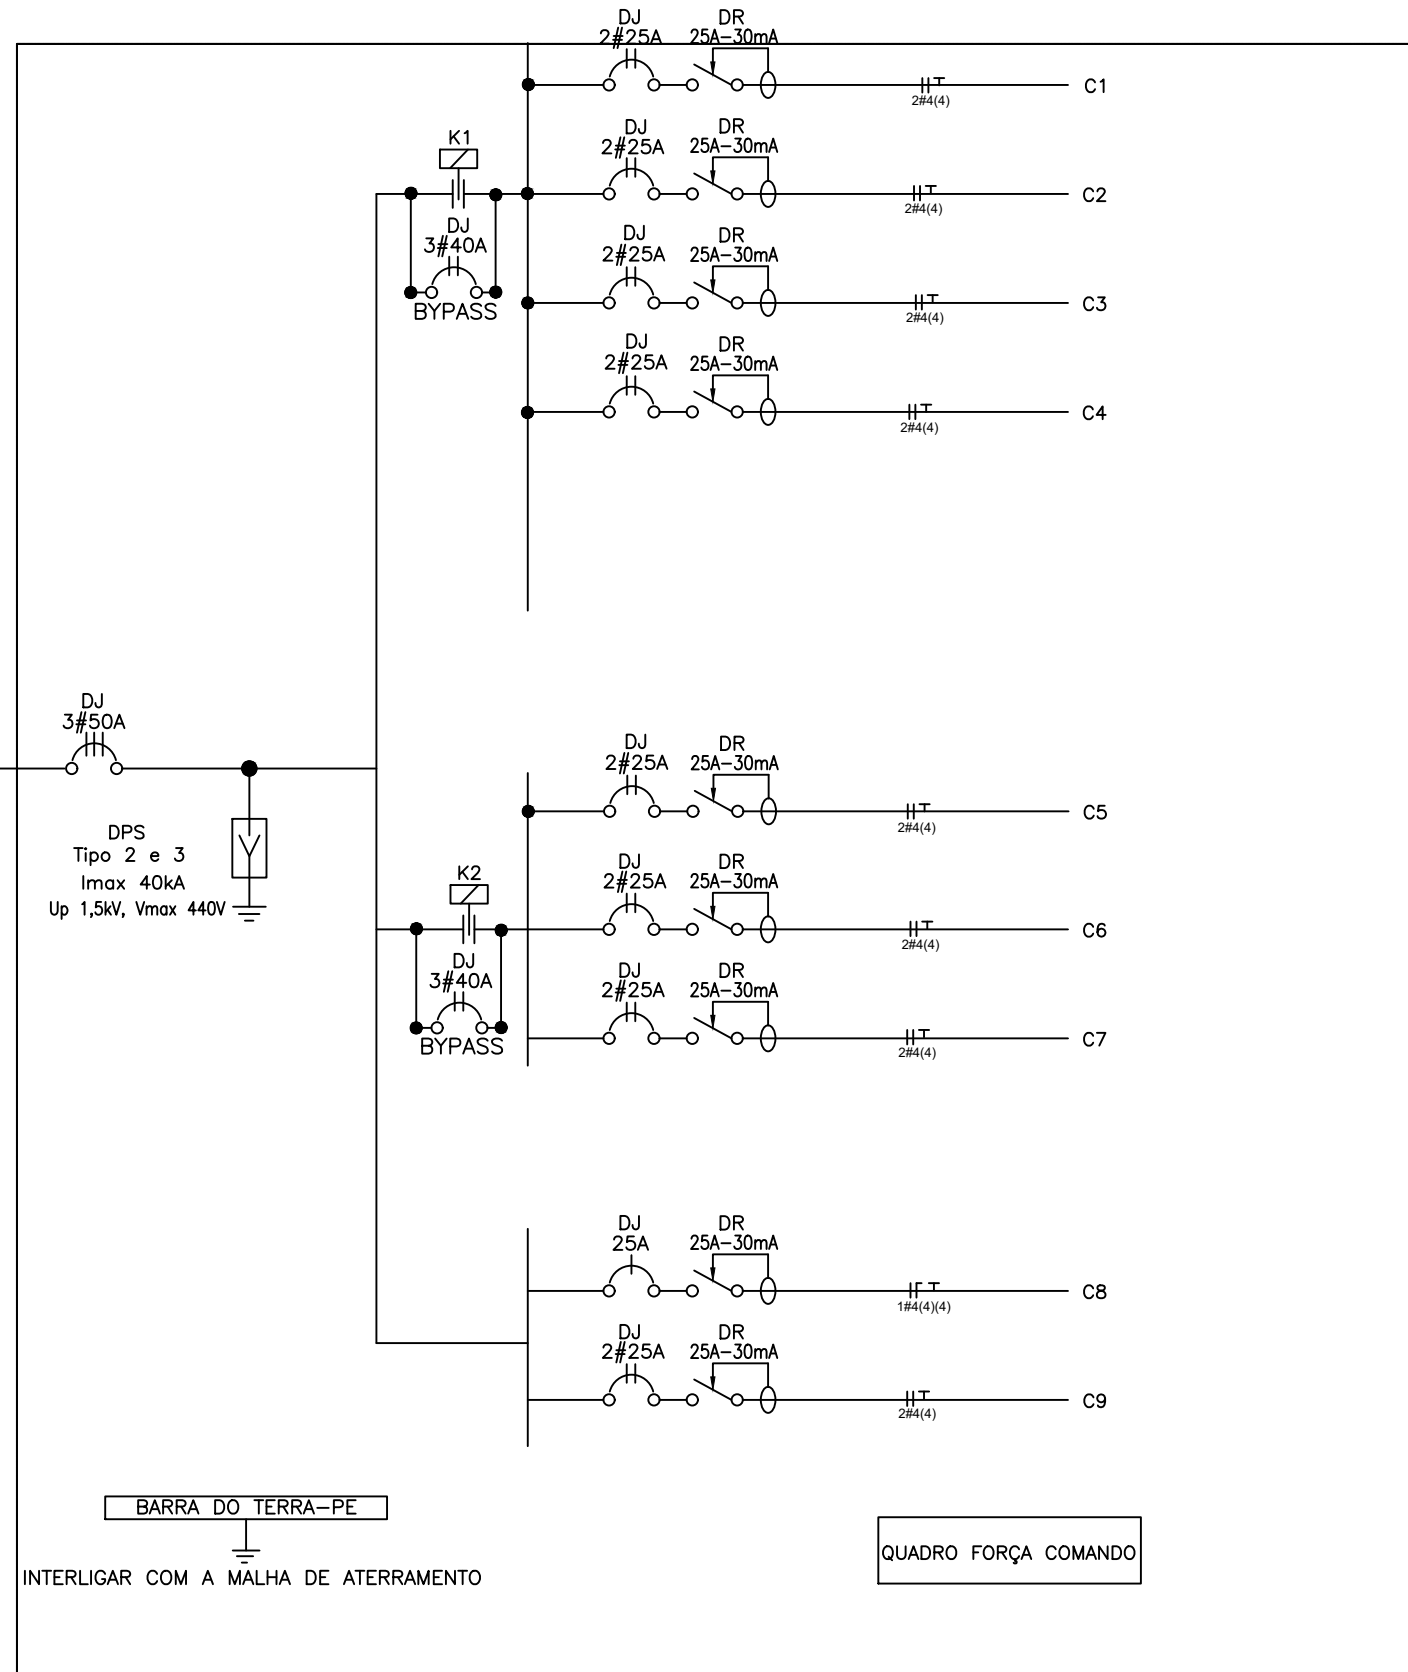 DJ
2#25A
DR
25A-30mA
2#4(4)
C1
K1
DJ
2#25A
DR
25A-30mA
2#4(4)
C2
DJ
3#40A
BYPASS
DJ
2#25A
DR
25A-30mA
2#4(4)
C3
DJ
2#25A
DR
25A-30mA
2#4(4)
C4
DJ
3#50A
DPS
Tipo 2 e 3
Imax 40kA
Up 1,5kV, Vmax 440V
DJ
2#25A
DR
25A-30mA
2#4(4)
C5
K2
DJ
2#25A
DR
25A-30mA
2#4(4)
C6
DJ
3#40A
BYPASS
DJ
2#25A
DR
25A-30mA
2#4(4)
C7
DJ
25A
DR
25A-30mA
1#4(4)(4)
C8
DJ
2#25A
DR
25A-30mA
2#4(4)
C9
BARRA DO TERRA-PE
INTERLIGAR COM A MALHA DE ATERRAMENTO
QUADRO FORÇA COMANDO